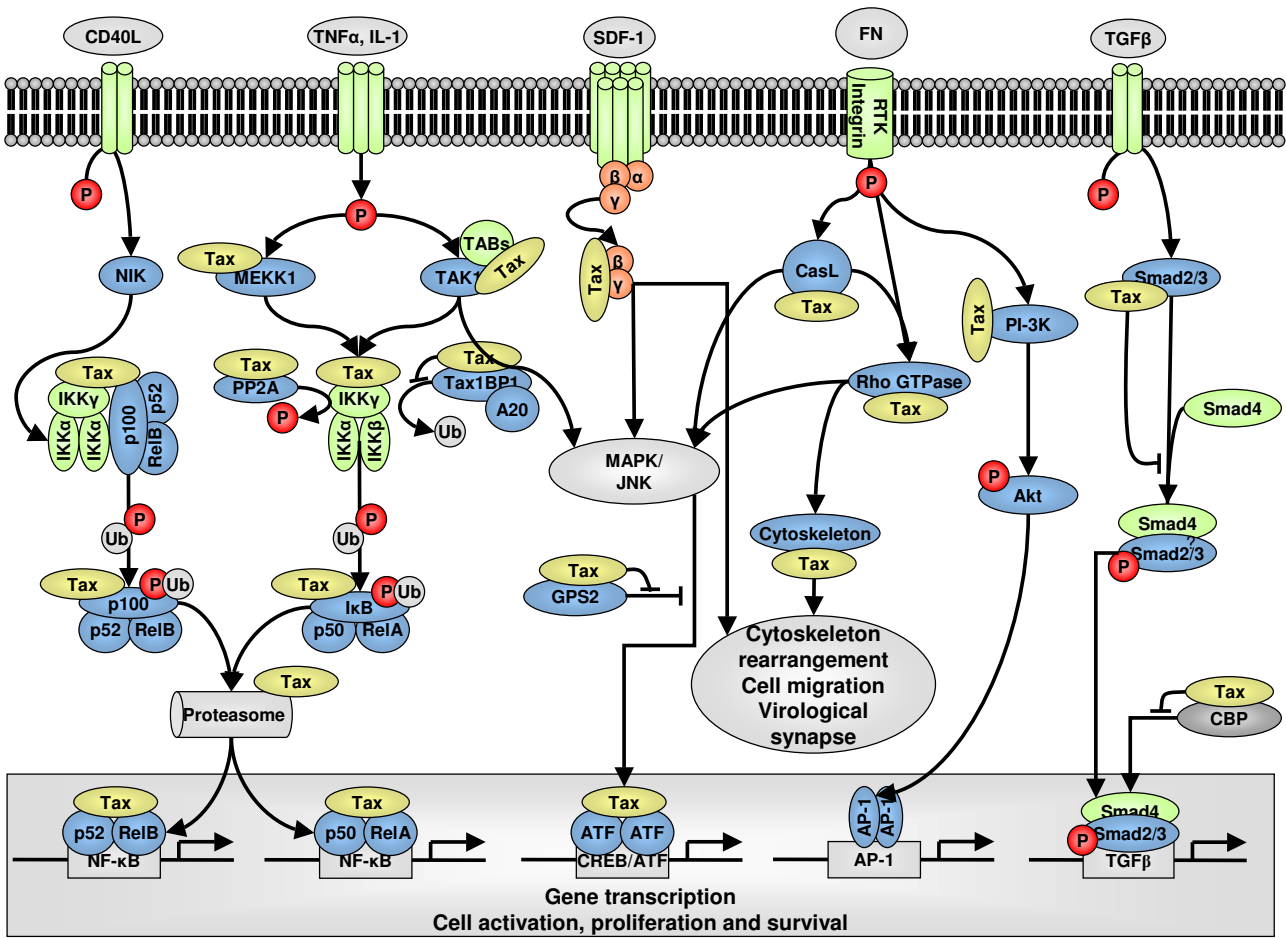 CD40L
TNFα, IL-1
SDF-1
FN
TGFβ
RTK
Integrin
P
P
β
α
γ
P
P
P
NIK
Tax
MEKK1
TABs
TAK1
Tax
Tax
β
γ
CasL
Tax
Tax
PI-3K
Smad2/3
Tax
Tax
IKKγ
IKKα
IKKα
p100
p52
RelB
Tax
PP2A
P
Tax
IKKγ
IKKα
IKKβ
Tax
Tax1BP1
A20
Ub
Rho GTPase
Tax
Smad4
MAPK/
JNK
P
Akt
P
Ub
P
Ub
Cytoskeleton
Tax
Smad4
Smad2/3
?
P
Tax
P
Ub
p100
p52
RelB
Tax
P
Ub
IκB
p50
RelA
Tax
GPS2
Cytoskeleton
rearrangement
Cell migration
Virological
synapse
Tax
Proteasome
Tax
CBP
Tax
p52
RelB
NF-κB
Tax
p50
RelA
NF-κB
Tax
ATF
ATF
CREB/ATF
AP-1
AP-1
AP-1
Smad4
Smad2/3
P
TGFβ
Gene transcription
Cell activation, proliferation and survival